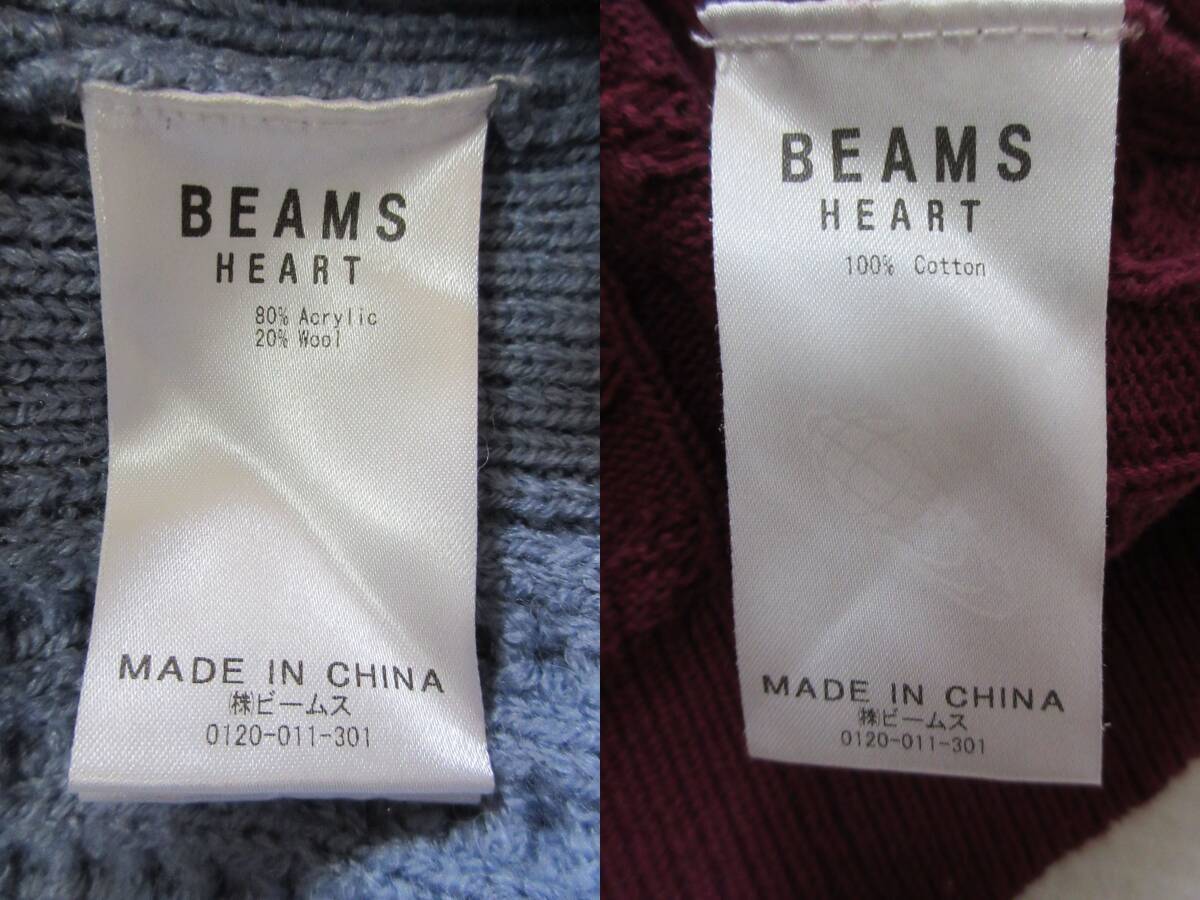 BEAMS
HEART
80% Acrylic
20% Wool
MADE IN CHINA
㈱ビームス
0120-011-301
BEAMS
HEART
100% Cotton
MADE IN CHINA
㈱ビームス
0120-011-301